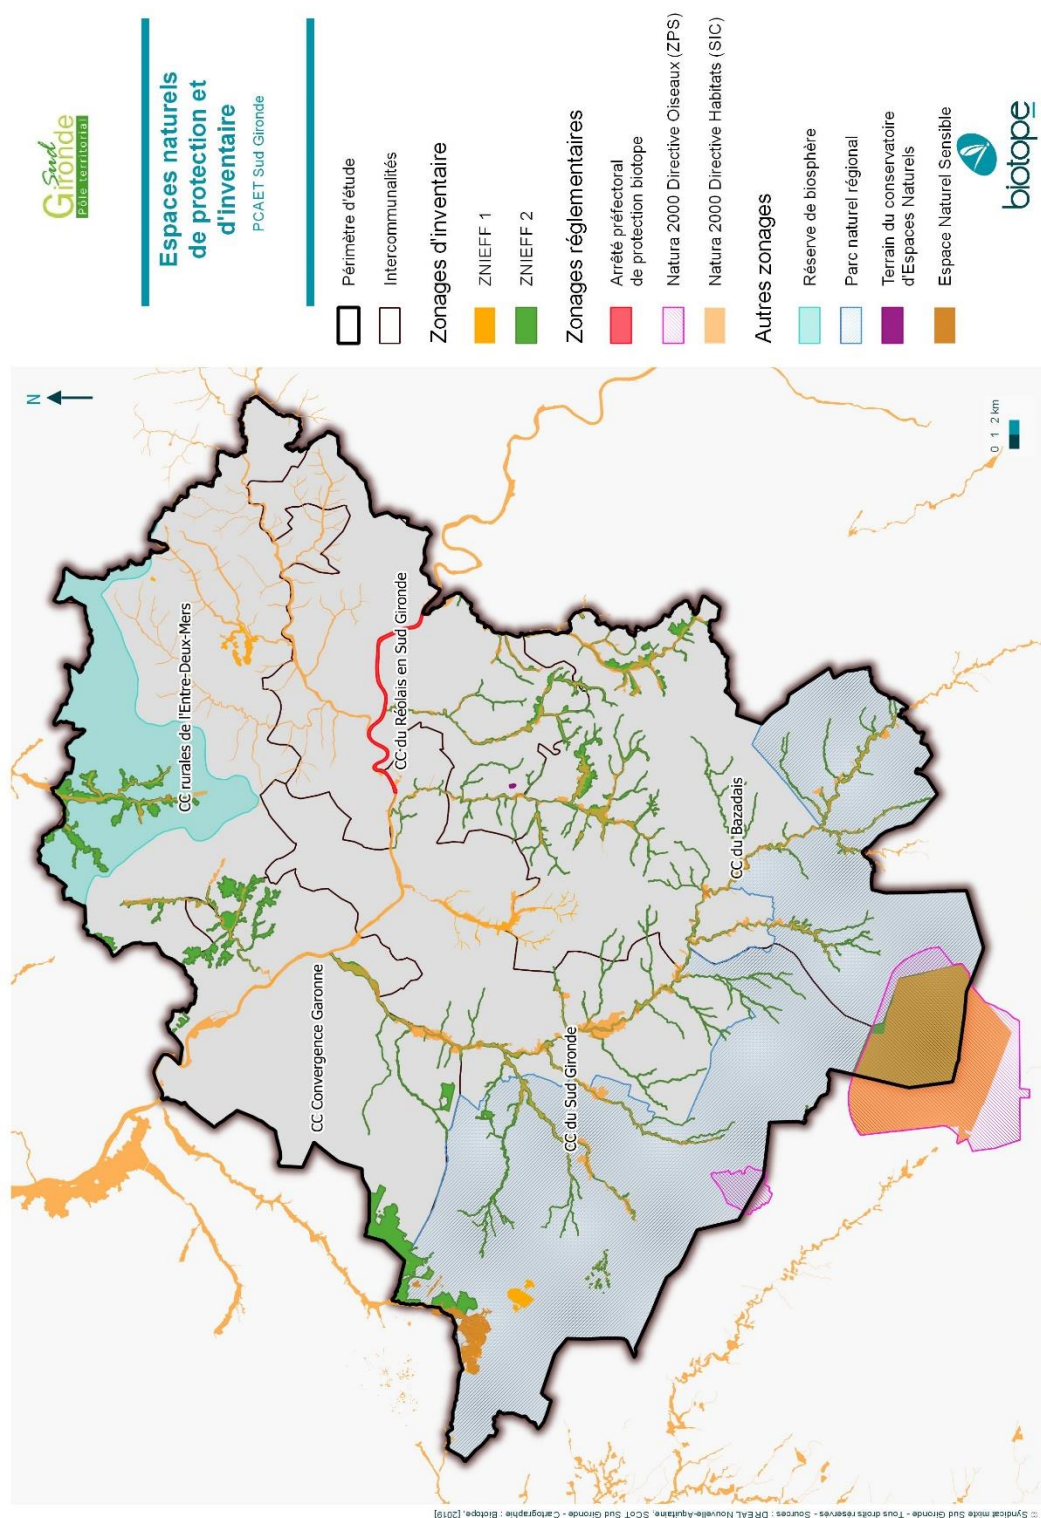 Sud
Gironde
Pôle territorial
Espaces naturels
de protection et
d'inventaire
PCAET Sud Gironde
Périmètre d'étude
Intercommunalités
Zonages d'inventaire
ZNIEFF 1
ZNIEFF 2
Zonages réglementaires
Arrêté préfectoral
de protection biotope
Natura 2000 Directive Oiseaux (ZPS)
Natura 2000 Directive Habitats (SIC)
Autres zonages
Réserve de biosphère
Parc naturel régional
Terrain du conservatoire
d'Espaces Naturels
Espace Naturel Sensible
biotope
N
CC rurales de l'Entre-Deux-Mers
CC du Réolais en Sud Gironde
CC Convergence Garonne
CC du Bazadais
CC du Sud Gironde
0 1 2 km
© Syndicat mixte Sud Gironde - Tous droits réservés - Sources : DREAL Nouvelle-Aquitaine, SCoT Sud Gironde - Cartographie : Biotope, [2019]